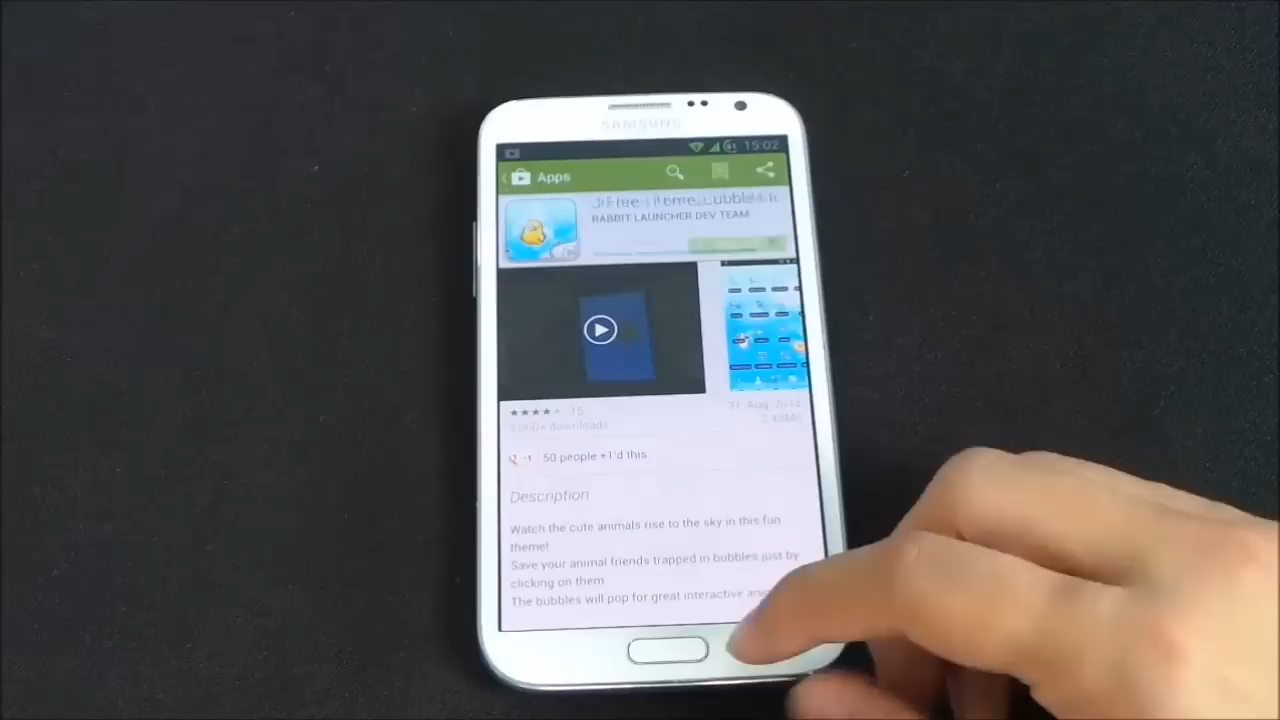 SAMSUNG
15:02
Apps
RABBIT LAUNCHER DEV TEAM
15
31 Aug 2012
downloads
50 people +1'd this
Description
Watch the cute animals rise to the sky in this fun
theme!
Save your animal friends trapped in bubbles just by
clicking on them
The bubbles will pop for great interactive